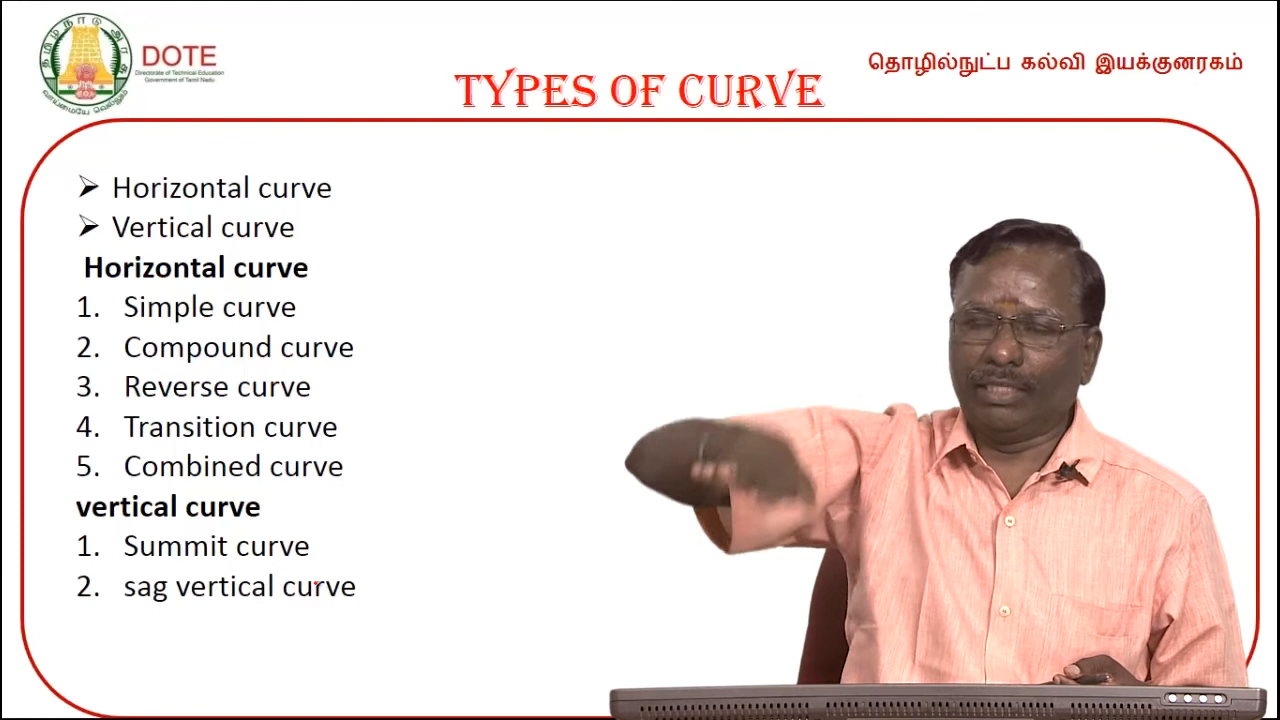 தமிழ்நாடு அரசு
வாய்மையே வெல்லும்
DOTE
Directorate of Technical Education
Government of Tamil Nadu
தொழில்நுட்ப கல்வி இயக்குனரகம்
TYPES OF CURVE
➢ Horizontal curve
➢ Vertical curve
Horizontal curve
1. Simple curve
2. Compound curve
3. Reverse curve
4. Transition curve
5. Combined curve
vertical curve
1. Summit curve
2. sag vertical curve